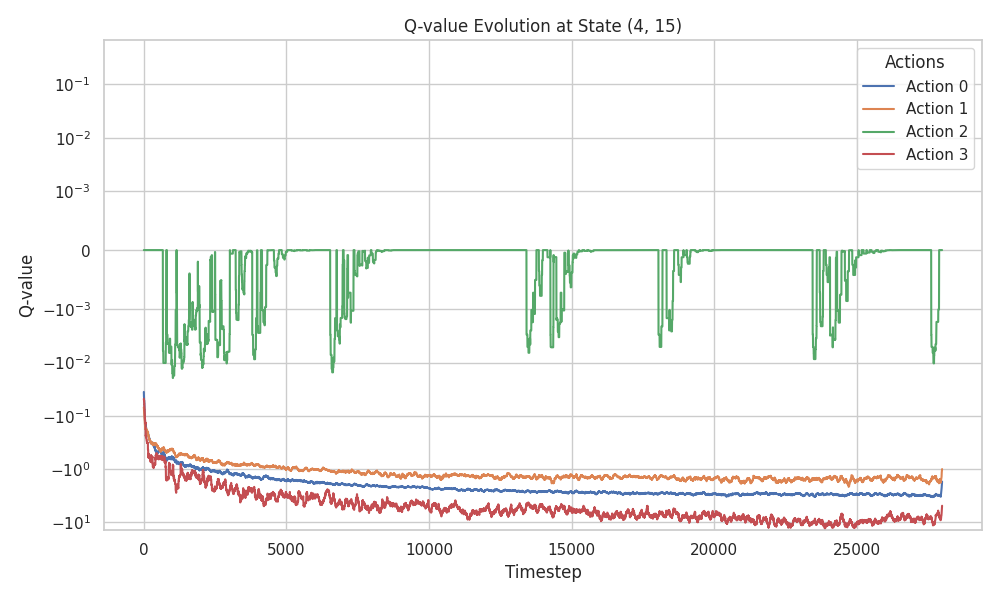 Q-value Evolution at State (4, 15)
Actions
Action 0
Action 1
Action 2
Action 3
Q-value
10⁻¹
10⁻²
10⁻³
0
−10⁻³
−10⁻²
−10⁻¹
−10⁰
−10¹
0 5000 10000 15000 20000 25000
Timestep